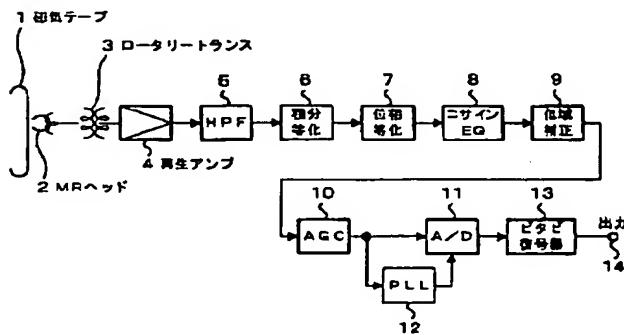 1 磁気テープ
3 ロータリートランス
5
6
7
8
9
HPF
積分
等化
位相
等化
コサイン
EQ
低域
補正
4 再生アンプ
2 MRヘッド
10
11
13
出力
AGC
A/D
ビタビ
復号器
14
PLL
12